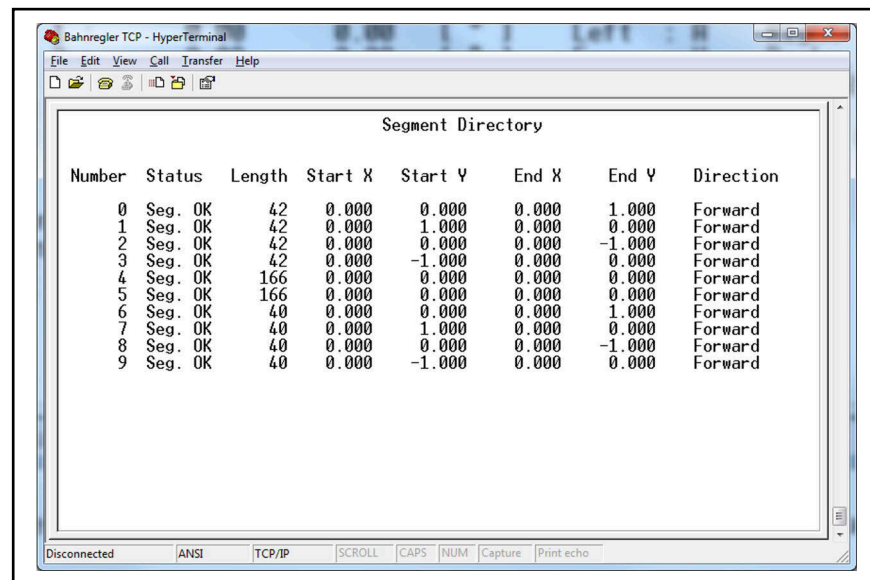 Bahnregler TCP - HyperTerminal
File Edit View Call Transfer Help
Segment Directory
Number Status Length Start X Start Y End X End Y Direction
0 Seg. OK 42 0.000 0.000 0.000 1.000 Forward
1 Seg. OK 42 0.000 1.000 0.000 0.000 Forward
2 Seg. OK 42 0.000 0.000 0.000 -1.000 Forward
3 Seg. OK 42 0.000 -1.000 0.000 0.000 Forward
4 Seg. OK 166 0.000 0.000 0.000 0.000 Forward
5 Seg. OK 166 0.000 0.000 0.000 0.000 Forward
6 Seg. OK 40 0.000 0.000 0.000 1.000 Forward
7 Seg. OK 40 0.000 1.000 0.000 0.000 Forward
8 Seg. OK 40 0.000 0.000 0.000 -1.000 Forward
9 Seg. OK 40 0.000 -1.000 0.000 0.000 Forward
Disconnected ANSI TCP/IP SCROLL CAPS NUM Capture Print echo